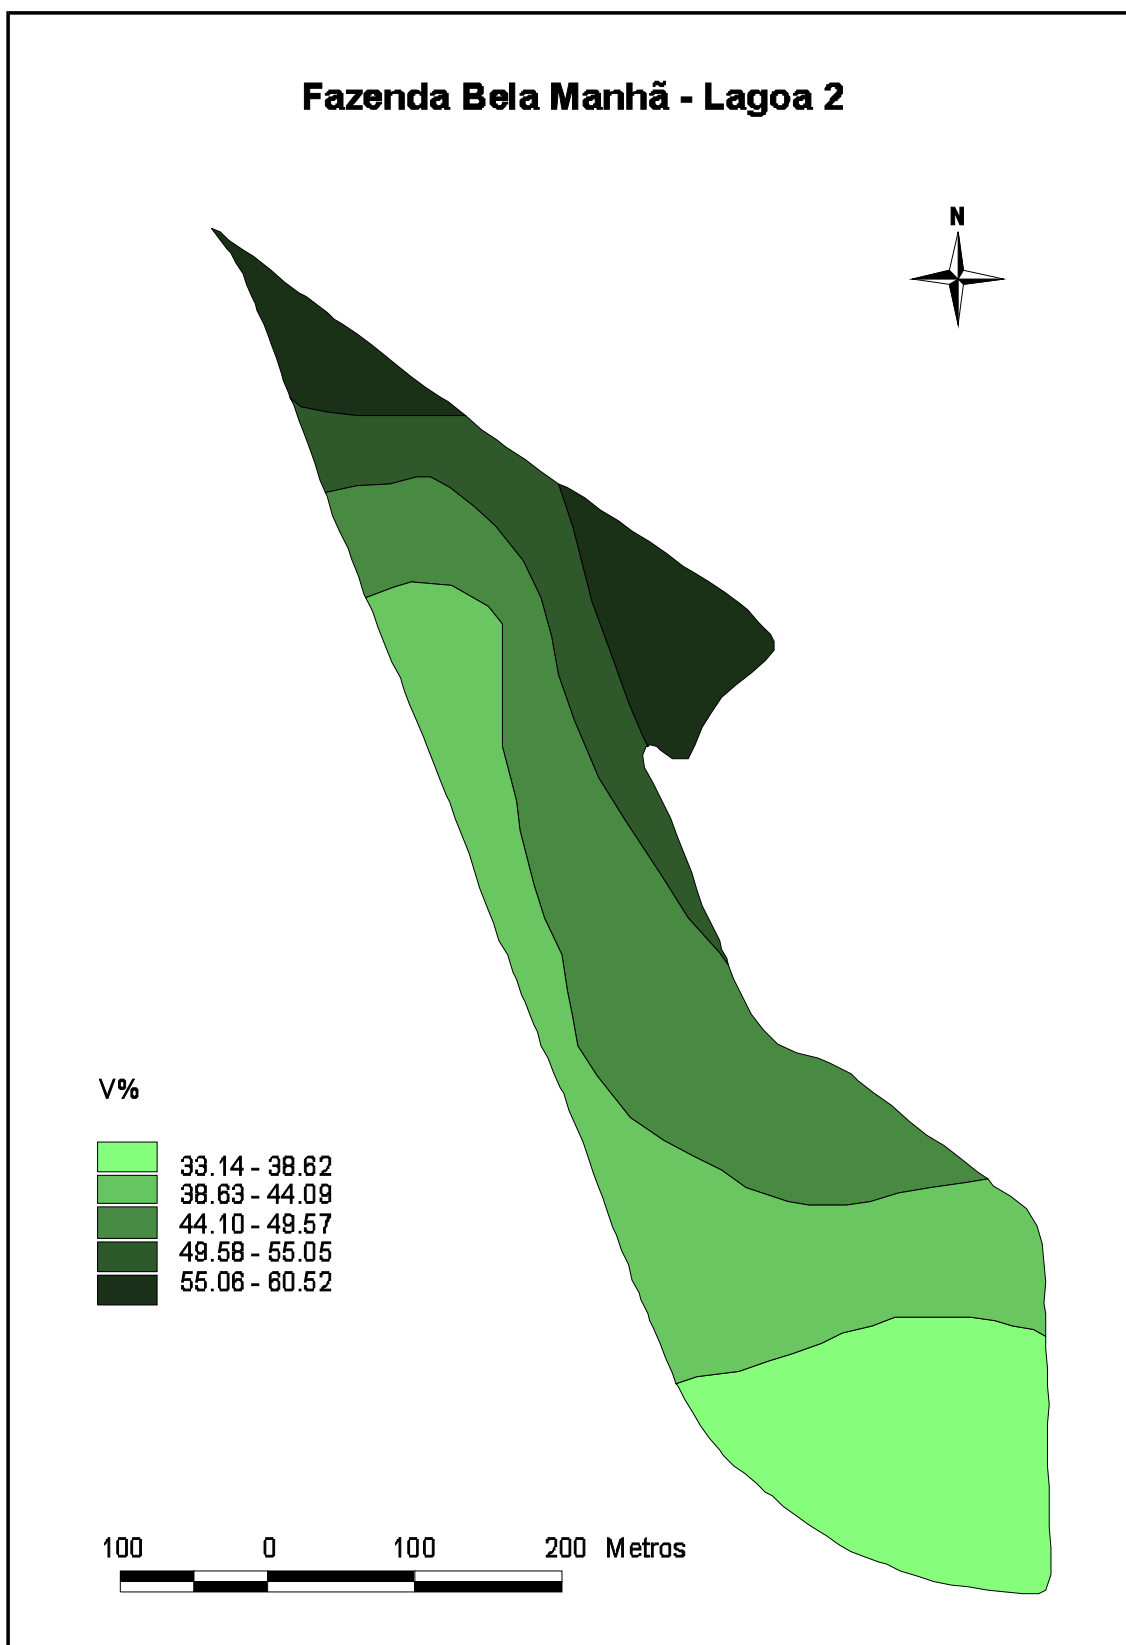 Fazenda Bela Manhã - Lagoa 2
N
V%
33.14 - 38.62
38.63 - 44.09
44.10 - 49.57
49.58 - 55.05
55.06 - 60.52
100 0 100 200 Metros